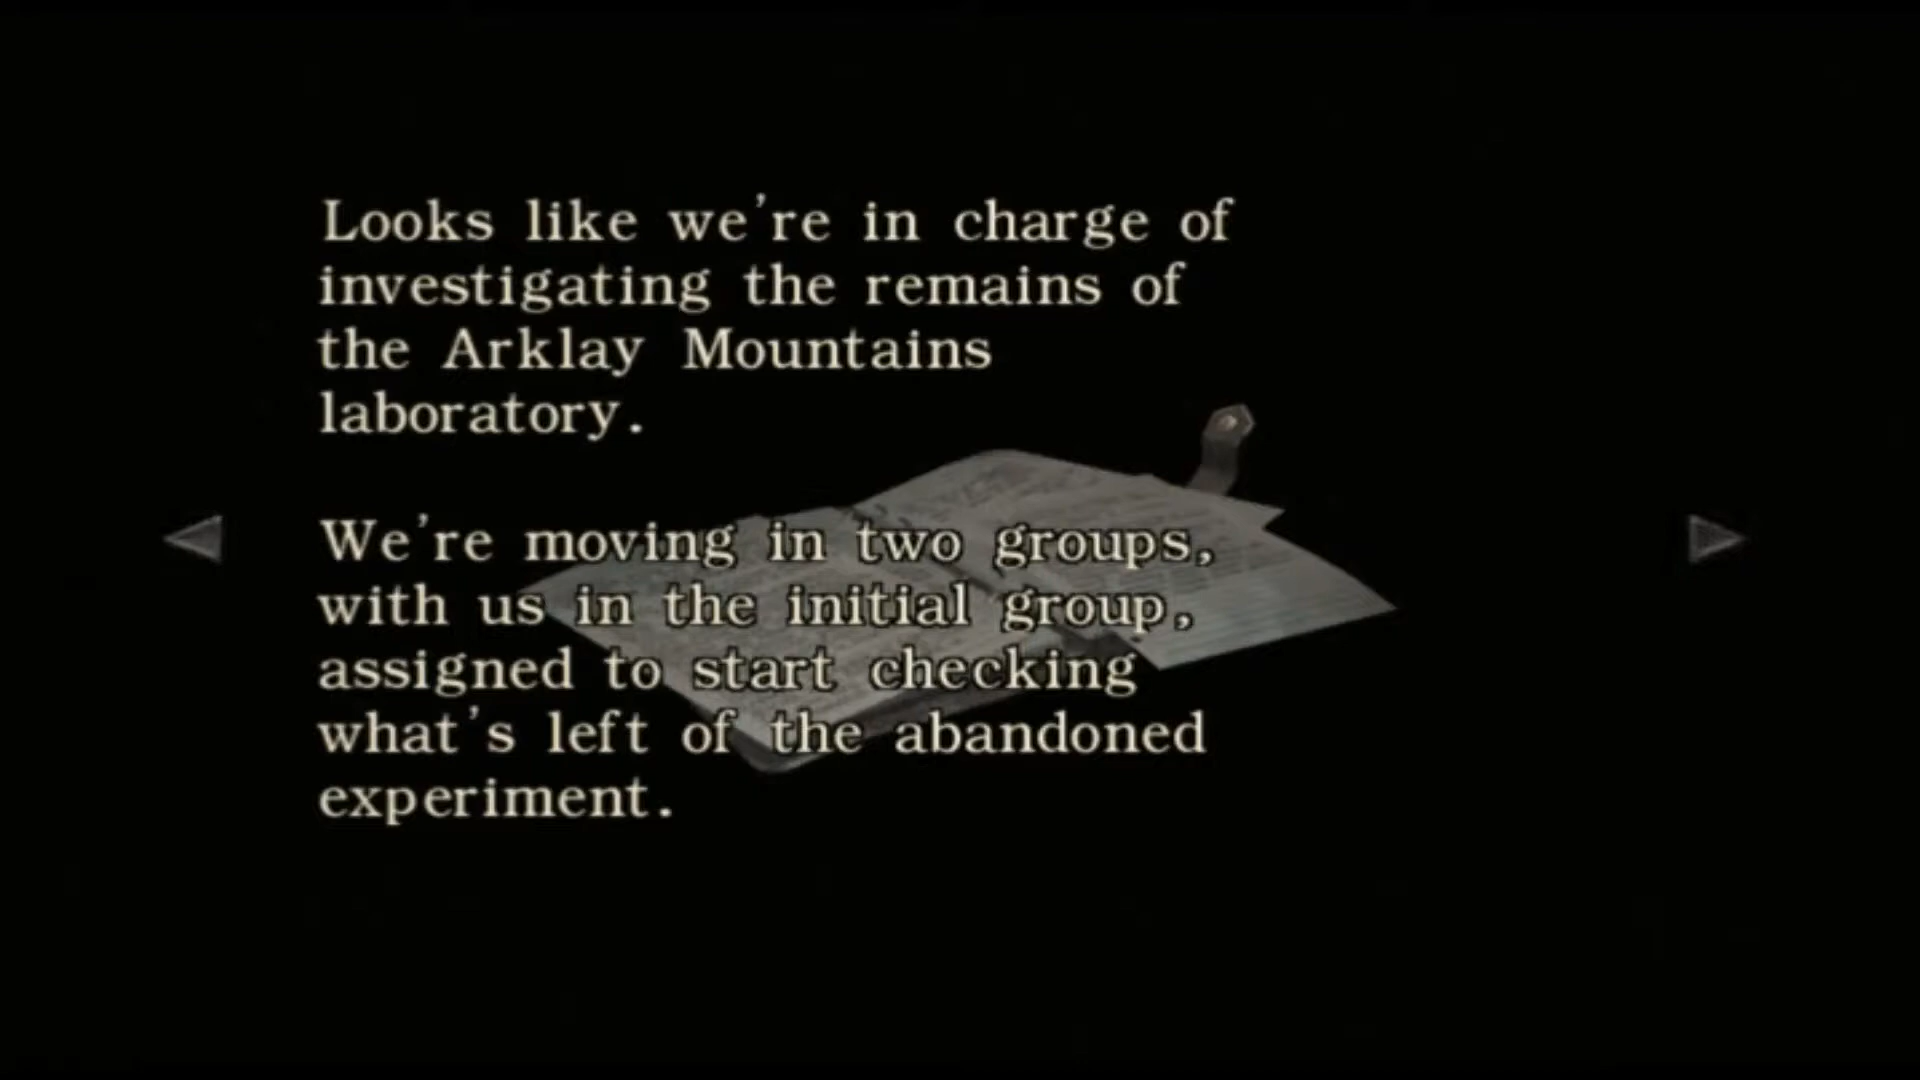 Looks like we're in charge of
investigating the remains of
the Arklay Mountains
laboratory.
We're moving in two groups,
with us in the initial group,
assigned to start checking
what's left of the abandoned
experiment.